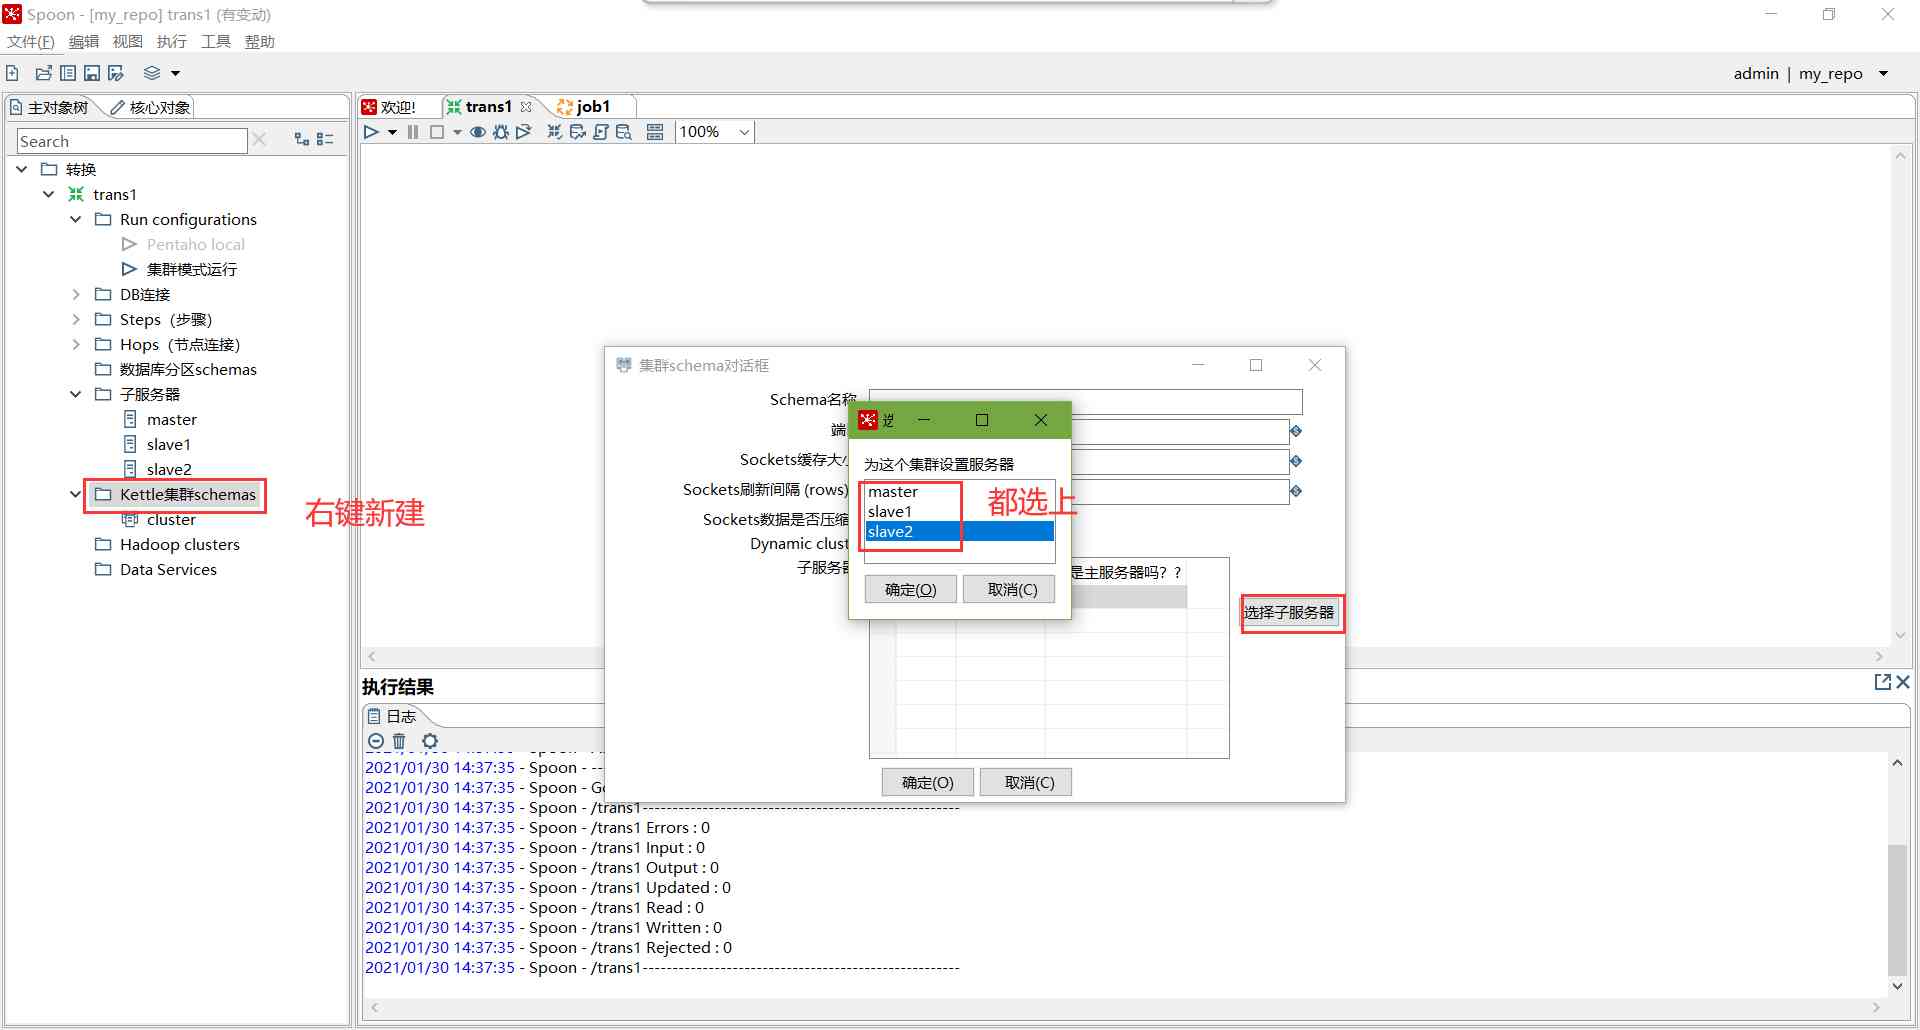 Spoon - [my_repo] trans1 (有变动)
文件(F) 编辑 视图 执行 工具 帮助
admin | my_repo
主对象树 核心对象
Search
转换
trans1
Run configurations
Pentaho local
集群模式运行
DB连接
Steps (步骤)
Hops (节点连接)
数据库分区schemas
子服务器
master
slave1
slave2
Kettle集群schemas
cluster
Hadoop clusters
Data Services
右键新建
欢迎! trans1 job1
100%
集群schema对话框
Schema名称
端
Sockets缓存大小
Sockets刷新间隔 (rows)
Sockets数据是否压缩
Dynamic clust
子服务器
是主服务器吗? ?
选择子服务器
确定(O) 取消(C)
为这个集群设置服务器
master
slave1
slave2
都选上
确定(O) 取消(C)
执行结果
日志
2021/01/30 14:37:35 - Spoon - --
2021/01/30 14:37:35 - Spoon - Go
2021/01/30 14:37:35 - Spoon - /trans1-----------------------------------------------------
2021/01/30 14:37:35 - Spoon - /trans1 Errors : 0
2021/01/30 14:37:35 - Spoon - /trans1 Input : 0
2021/01/30 14:37:35 - Spoon - /trans1 Output : 0
2021/01/30 14:37:35 - Spoon - /trans1 Updated : 0
2021/01/30 14:37:35 - Spoon - /trans1 Read : 0
2021/01/30 14:37:35 - Spoon - /trans1 Written : 0
2021/01/30 14:37:35 - Spoon - /trans1 Rejected : 0
2021/01/30 14:37:35 - Spoon - /trans1-----------------------------------------------------